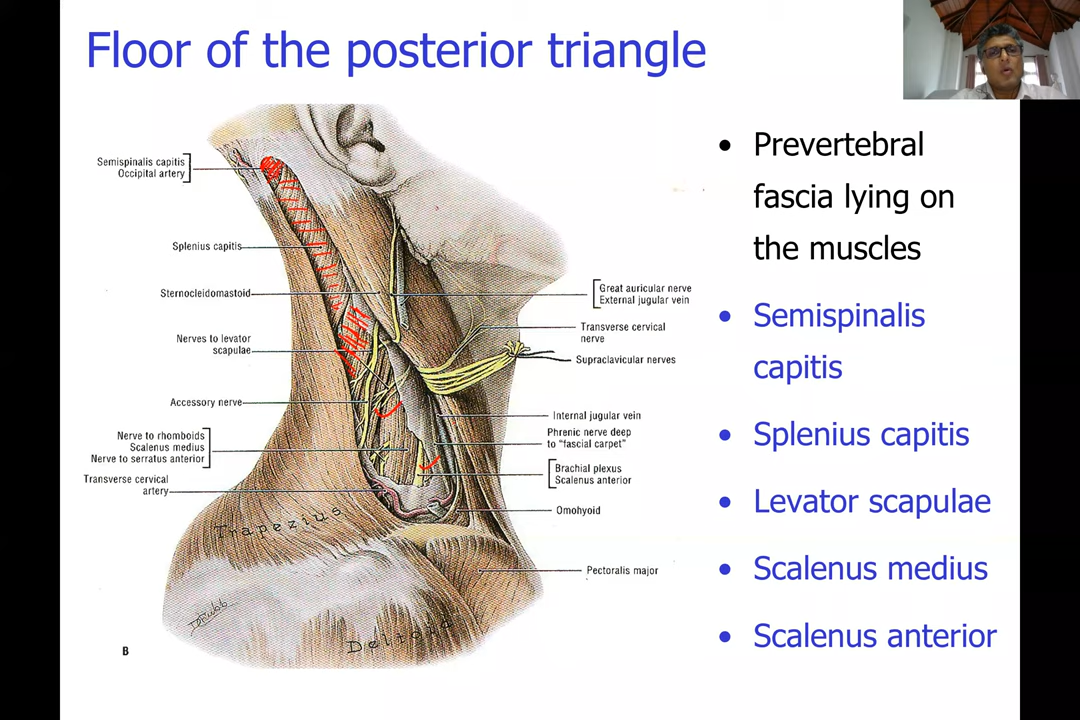 Floor of the posterior triangle
Semispinalis capitis
Occipital artery
Splenius capitis
Sternocleidomastoid
Nerves to levator
scapulae
Accessory nerve
Nerve to rhomboids
Scalenus medius
Nerve to serratus anterior
Transverse cervical
artery
Great auricular nerve
External jugular vein
Transverse cervical
nerve
Supraclavicular nerves
Internal jugular vein
Phrenic nerve deep
to "fascial carpet"
Brachial plexus
Scalenus anterior
Omohyoid
Pectoralis major
Trapezius
Deltoid
B
• Prevertebral
fascia lying on
the muscles
• Semispinalis
capitis
• Splenius capitis
• Levator scapulae
• Scalenus medius
• Scalenus anterior